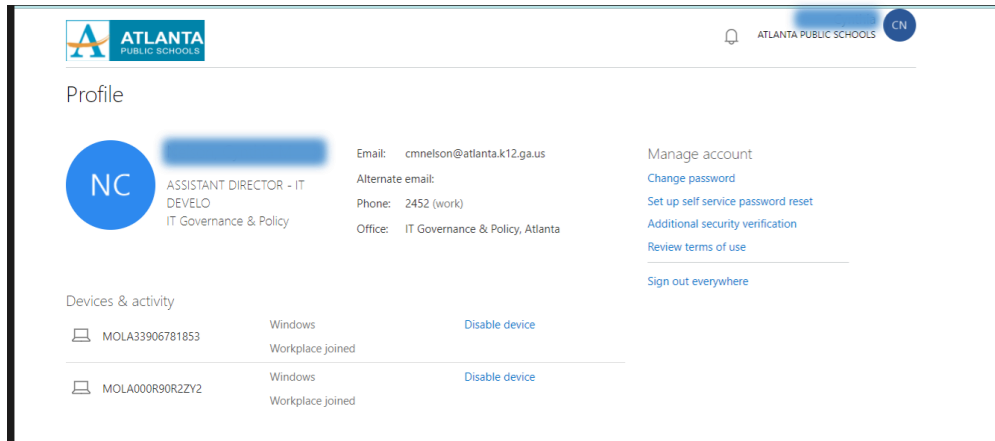 ATLANTA
PUBLIC SCHOOLS
ATLANTA PUBLIC SCHOOLS
CN
Profile
NC
ASSISTANT DIRECTOR - IT
DEVELO
IT Governance & Policy
Email: cmnelson@atlanta.k12.ga.us
Alternate email:
Phone: 2452 (work)
Office: IT Governance & Policy, Atlanta
Manage account
Change password
Set up self service password reset
Additional security verification
Review terms of use
Sign out everywhere
Devices & activity
MOLA33906781853
Windows
Disable device
Workplace joined
MOLA000R90R2ZY2
Windows
Disable device
Workplace joined